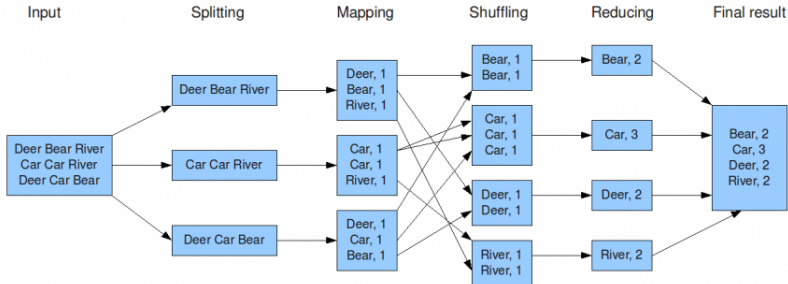 Input
Splitting
Mapping
Shuffling
Reducing
Final result
Deer Bear River
Car Car River
Deer Car Bear
Deer Bear River
Car Car River
Deer Car Bear
Deer, 1
Bear, 1
River, 1
Car, 1
Car, 1
River, 1
Deer, 1
Car, 1
Bear, 1
Bear, 1
Bear, 1
Car, 1
Car, 1
Car, 1
Deer, 1
Deer, 1
River, 1
River, 1
Bear, 2
Car, 3
Deer, 2
River, 2
Bear, 2
Car, 3
Deer, 2
River, 2